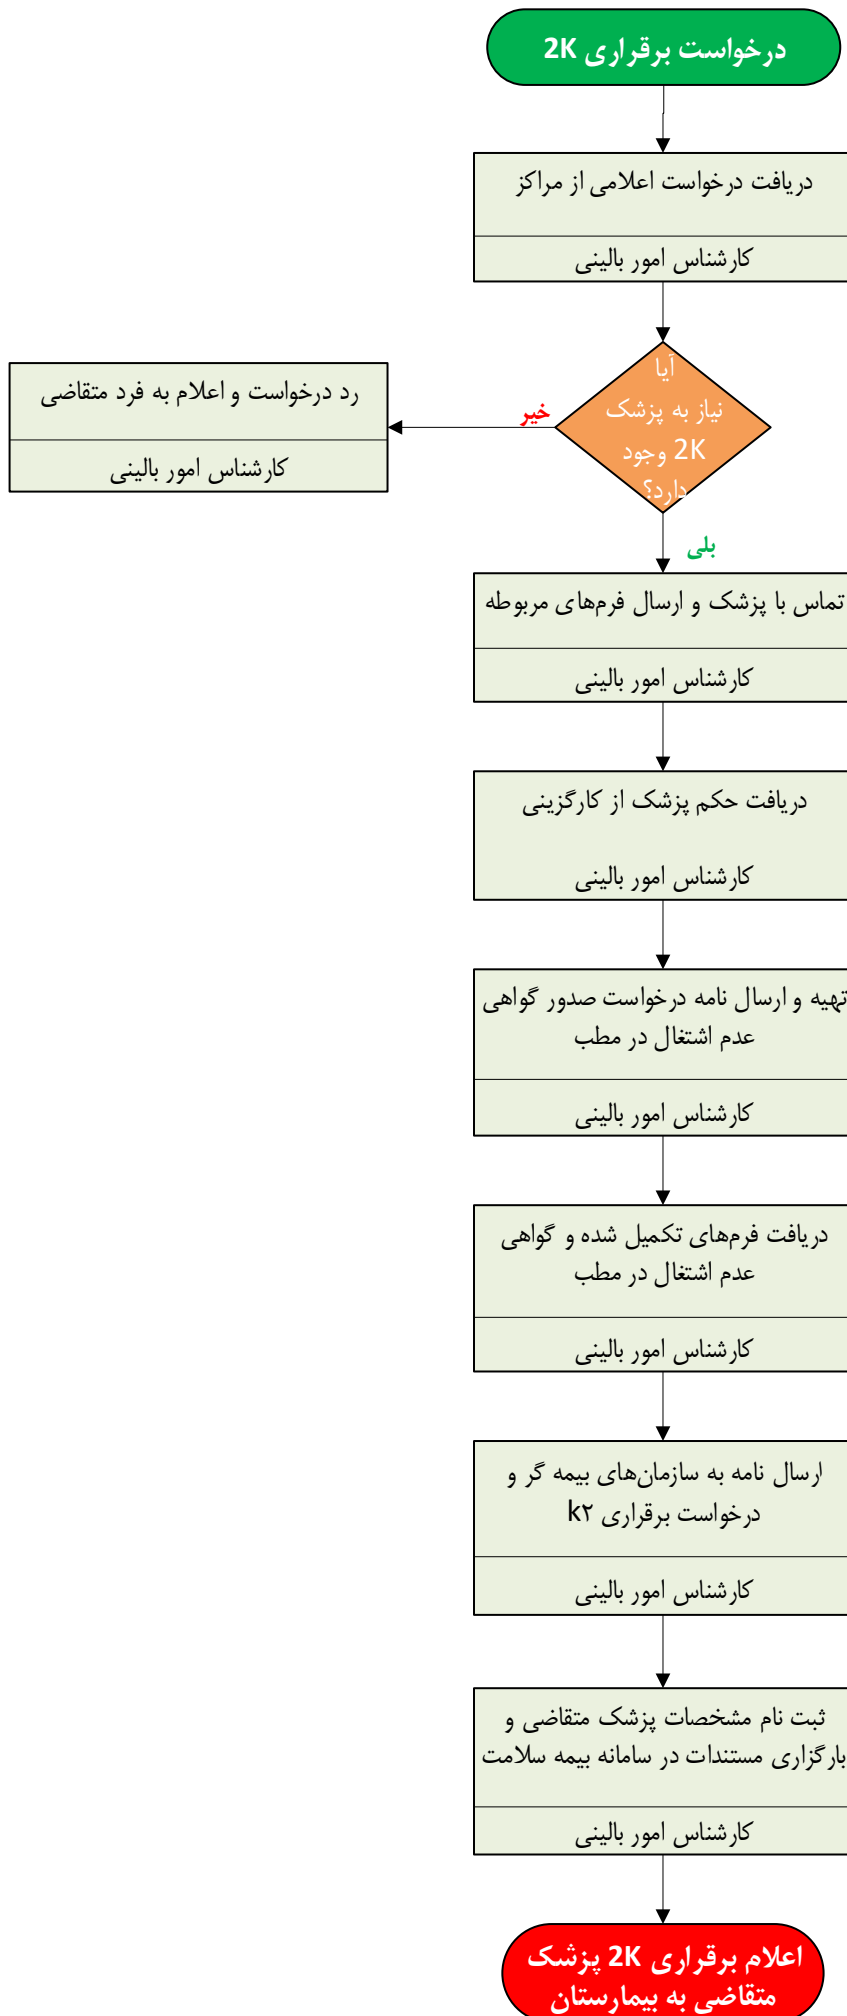 درخواست برقراری 2K
دریافت درخواست اعلامی از مراکز
کارشناس امور بالینی
آیا
نیاز به پزشک
2K وجود
دارد؟
خیر
رد درخواست و اعلام به فرد متقاضی
کارشناس امور بالینی
بلی
تماس با پزشک و ارسال فرم‌های مربوطه
کارشناس امور بالینی
دریافت حکم پزشک از کارگزینی
کارشناس امور بالینی
تهیه و ارسال نامه درخواست صدور گواهی
عدم اشتغال در مطب
کارشناس امور بالینی
دریافت فرم‌های تکمیل شده و گواهی
عدم اشتغال در مطب
کارشناس امور بالینی
ارسال نامه به سازمان‌های بیمه گر و
درخواست برقراری k۲
کارشناس امور بالینی
ثبت نام مشخصات پزشک متقاضی و
بارگزاری مستندات در سامانه بیمه سلامت
کارشناس امور بالینی
اعلام برقراری 2K پزشک
متقاضی به بیمارستان